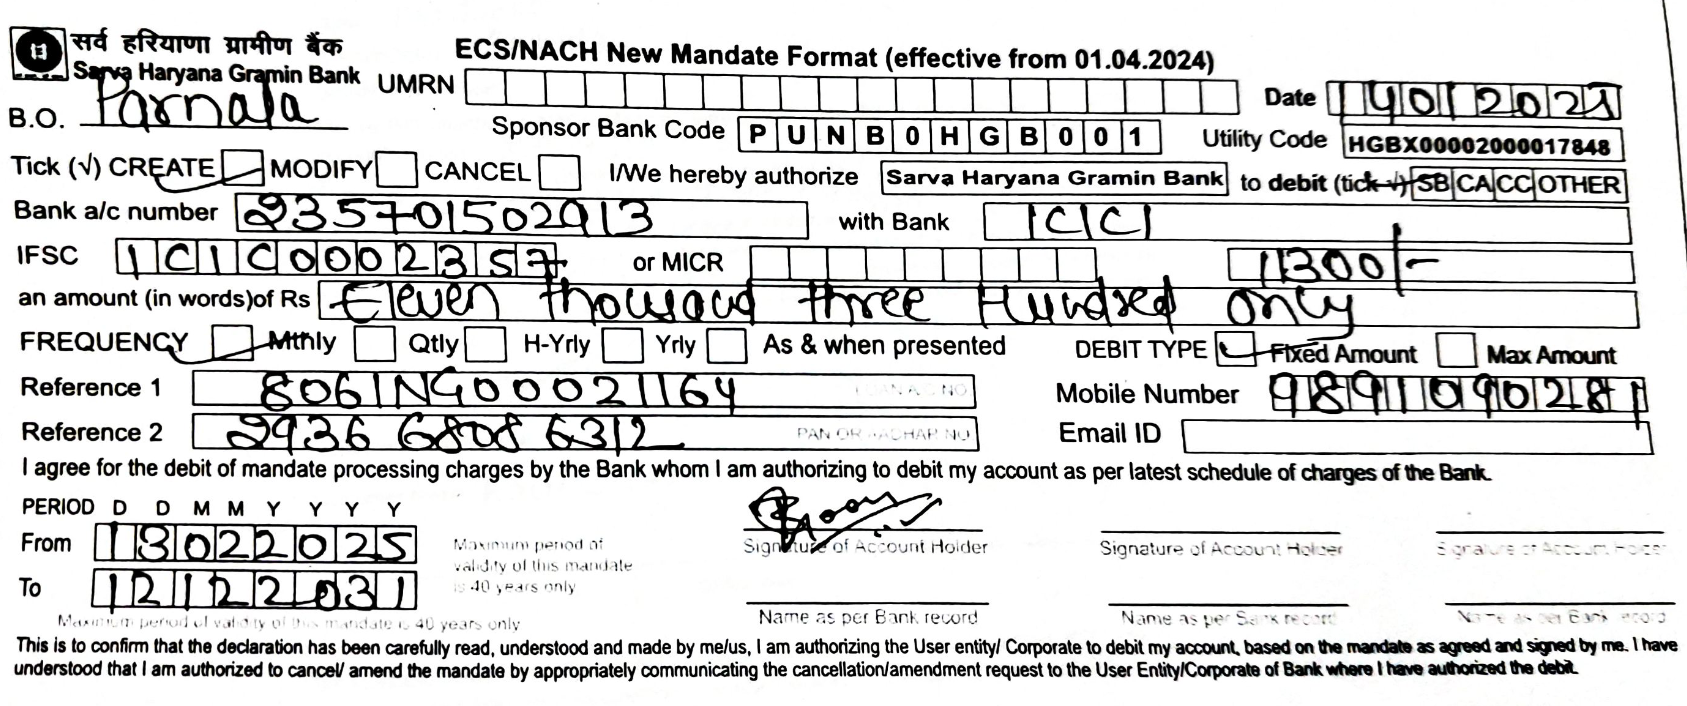 सर्व हरियाणा ग्रामीण बैंक
Sarva Haryana Gramin Bank
ECS/NACH New Mandate Format (effective from 01.04.2024)
UMRN
Date 1401202
B.O. Parnala
Sponsor Bank Code PUNB0HGB001
Utility Code HGBX00002000017848
Tick (√) CREATE MODIFY CANCEL I/We hereby authorize Sarva Haryana Gramin Bank to debit (tick √) SB CA CC OTHER
Bank a/c number 235701502913 with Bank ICICI
IFSC ICIC0002357 or MICR 11300/-
an amount (in words)of Rs Eleven thousand three Hundred only
FREQUENCY Mthly Qtly H-Yrly Yrly As & when presented DEBIT TYPE Fixed Amount Max Amount
Reference 1 8061NG00021164 LOAN A/C NO Mobile Number 9891090281
Reference 2 2936 6808 6312 PAN OR AADHAR NO Email ID
I agree for the debit of mandate processing charges by the Bank whom I am authorizing to debit my account as per latest schedule of charges of the Bank.
PERIOD D D M M Y Y Y Y
From 13022025
To 12122031
Maximum period of
validity of this mandate
is 40 years only
Signature of Account Holder Signature of Account Holder Signature of Account Holder
Maximum period of validity of this mandate is 40 years only
Name as per Bank record Name as per Bank record Name as per Bank record
This is to confirm that the declaration has been carefully read, understood and made by me/us, I am authorizing the User entity/ Corporate to debit my account, based on the mandate as agreed and signed by me. I have
understood that I am authorized to cancel/ amend the mandate by appropriately communicating the cancellation/amendment request to the User Entity/Corporate of Bank where I have authorized the debit.